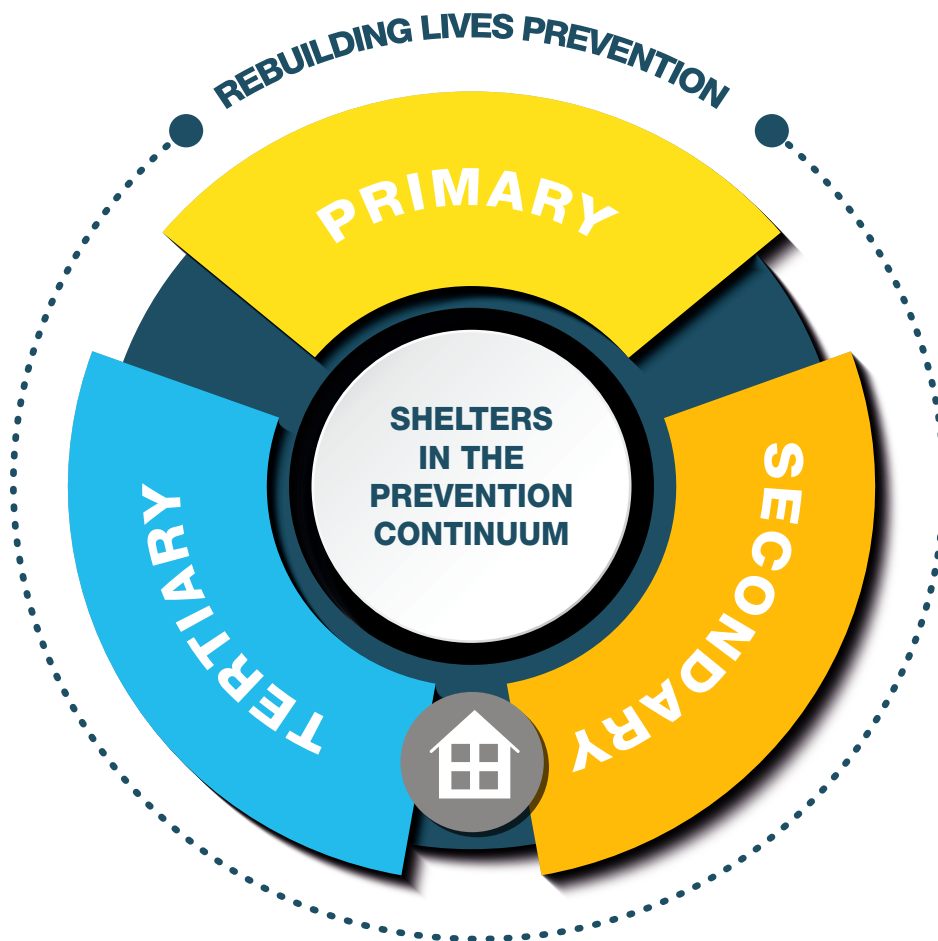 REBUILDING LIVES PREVENTION
PRIMARY
SHELTERS
IN THE
PREVENTION
CONTINUUM
SECONDARY
TERTIARY